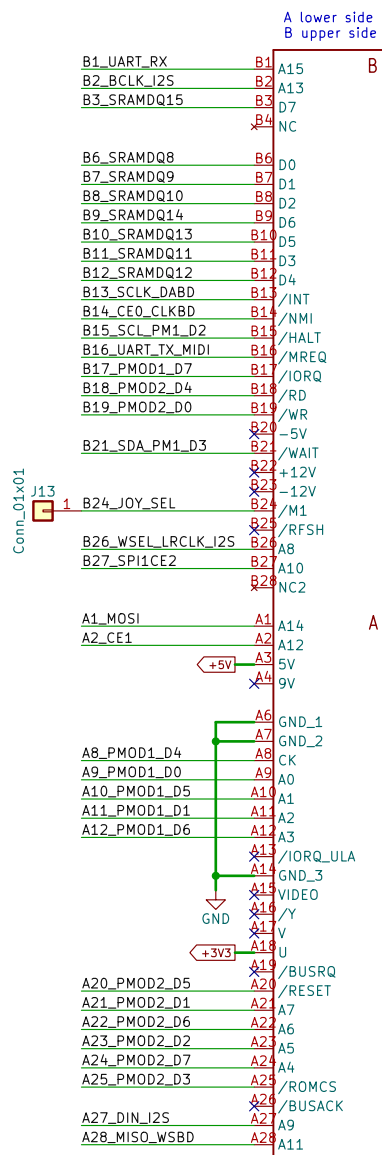 A lower side
B upper side
B
B1_UART_RX B1 A15
B2_BCLK_I2S B2 A13
B3_SRAMDQ15 B3 D7
B4 NC
B6_SRAMDQ8 B6 D0
B7_SRAMDQ9 B7 D1
B8_SRAMDQ10 B8 D2
B9_SRAMDQ14 B9 D6
B10_SRAMDQ13 B10 D5
B11_SRAMDQ11 B11 D3
B12_SRAMDQ12 B12 D4
B13_SCLK_DABD B13 /INT
B14_CE0_CLKBD B14 /NMI
B15_SCL_PM1_D2 B15 /HALT
B16_UART_TX_MIDI B16 /MREQ
B17_PMOD1_D7 B17 /IORQ
B18_PMOD2_D4 B18 /RD
B19_PMOD2_D0 B19 /WR
B20 -5V
B21_SDA_PM1_D3 B21 /WAIT
B22 +12V
B23 -12V
J13
Conn_01x01
1 B24_JOY_SEL B24 /M1
B25 /RFSH
B26_WSEL_LRCLK_I2S B26 A8
B27_SPI1CE2 B27 A10
B28 NC2
A
A1_MOSI A1 A14
A2_CE1 A2 A12
+5V A3 5V
A4 9V
A6 GND_1
A7 GND_2
A8_PMOD1_D4 A8 CK
A9_PMOD1_D0 A9 A0
A10_PMOD1_D5 A10 A1
A11_PMOD1_D1 A11 A2
A12_PMOD1_D6 A12 A3
A13 /IORQ_ULA
A14 GND_3
A15 VIDEO
GND A16 /Y
A17 V
+3V3 A18 U
A19 /BUSRQ
A20_PMOD2_D5 A20 /RESET
A21_PMOD2_D1 A21 A7
A22_PMOD2_D6 A22 A6
A23_PMOD2_D2 A23 A5
A24_PMOD2_D7 A24 A4
A25_PMOD2_D3 A25 /ROMCS
A26 /BUSACK
A27_DIN_I2S A27 A9
A28_MISO_WSBD A28 A11